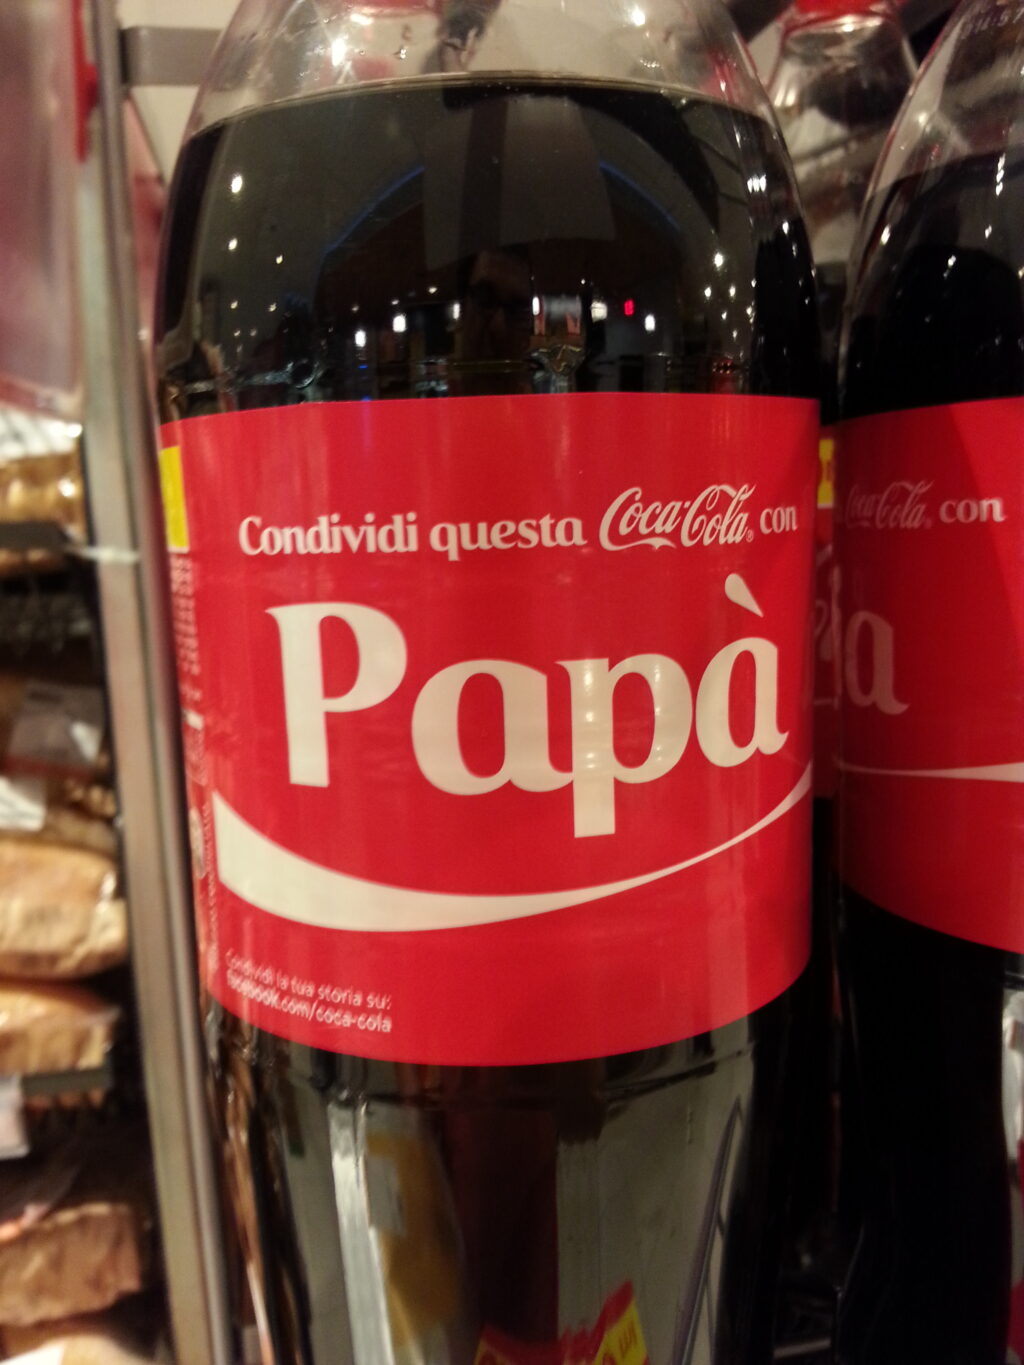 Condividi questa Coca-Cola con
Papà
Condividi la tua storia su:
facebook.com/coca-cola
Coca-Cola con
a